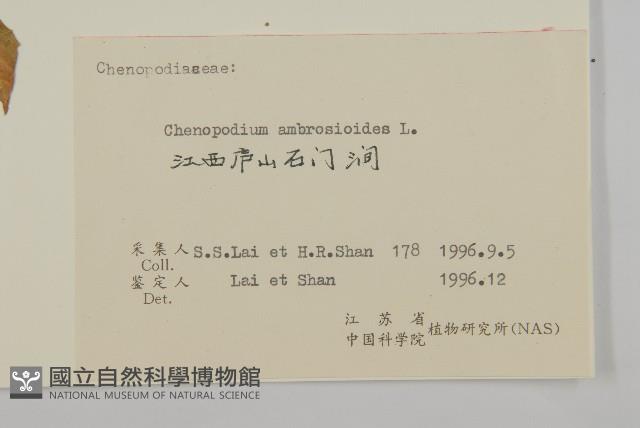 Chenopodiaceae:
Chenopodium ambrosioides L.
江西庐山石门涧
采集人 S.S.Lai et H.R.Shan 178 1996.9.5
Coll.
鉴定人 Lai et Shan 1996.12
Det.
江苏省
中国科学院 植物研究所(NAS)
國立自然科學博物館
NATIONAL MUSEUM OF NATURAL SCIENCE